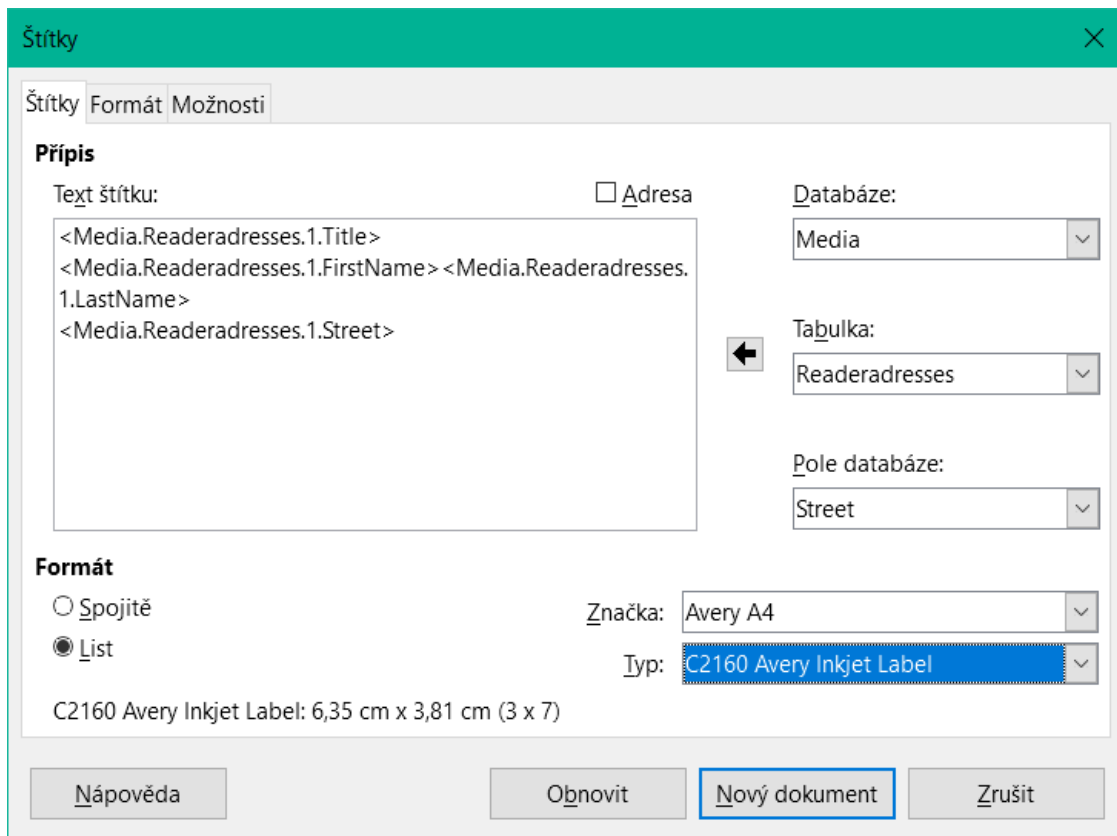 Štítky
Štítky Formát Možnosti
Přípis
Text štítku:
Adresa
Databáze:
<Media.Readeradresses.1.Title>
<Media.Readeradresses.1.FirstName><Media.Readeradresses.
1.LastName>
<Media.Readeradresses.1.Street>
Media
Tabulka:
Readeradresses
Pole databáze:
Street
Formát
Spojitě
List
Značka: Avery A4
Typ: C2160 Avery Inkjet Label
C2160 Avery Inkjet Label: 6,35 cm x 3,81 cm (3 x 7)
Nápověda Obnovit Nový dokument Zrušit